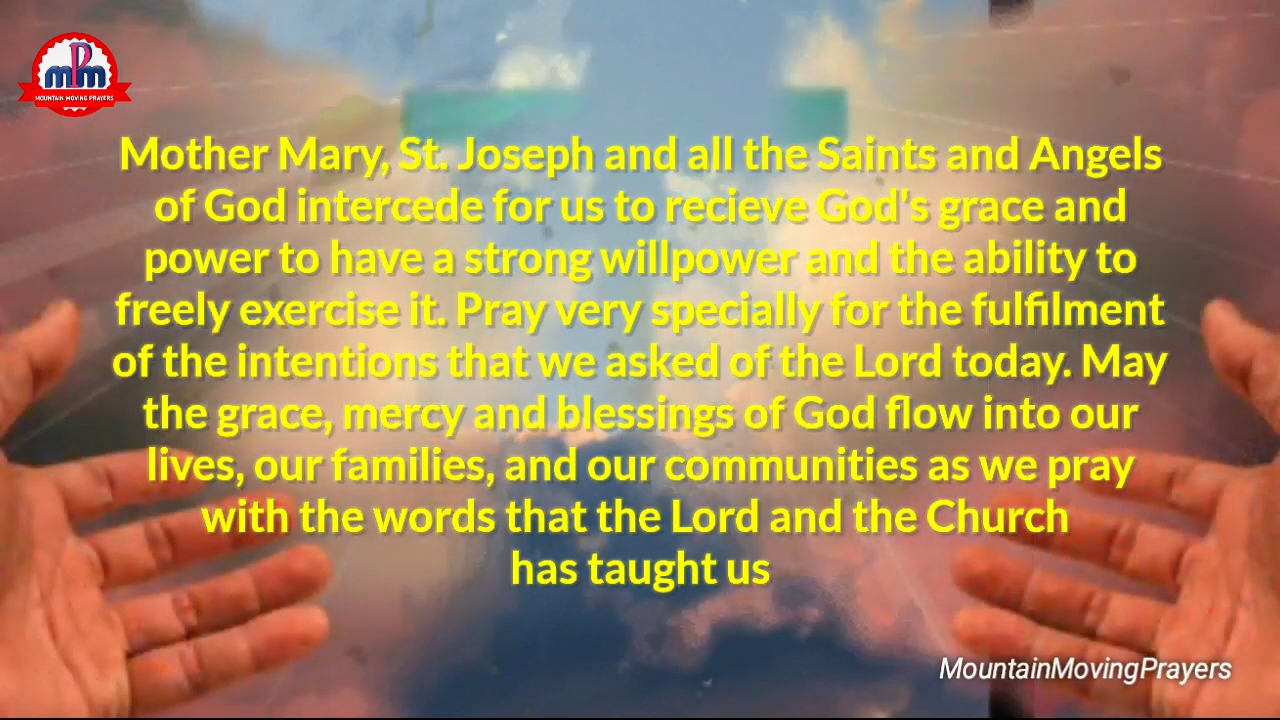 mPm
MOUNTAIN MOVING PRAYERS
Mother Mary, St. Joseph and all the Saints and Angels
of God intercede for us to recieve God's grace and
power to have a strong willpower and the ability to
freely exercise it. Pray very specially for the fulfilment
of the intentions that we asked of the Lord today. May
the grace, mercy and blessings of God flow into our
lives, our families, and our communities as we pray
with the words that the Lord and the Church
has taught us
MountainMovingPrayers